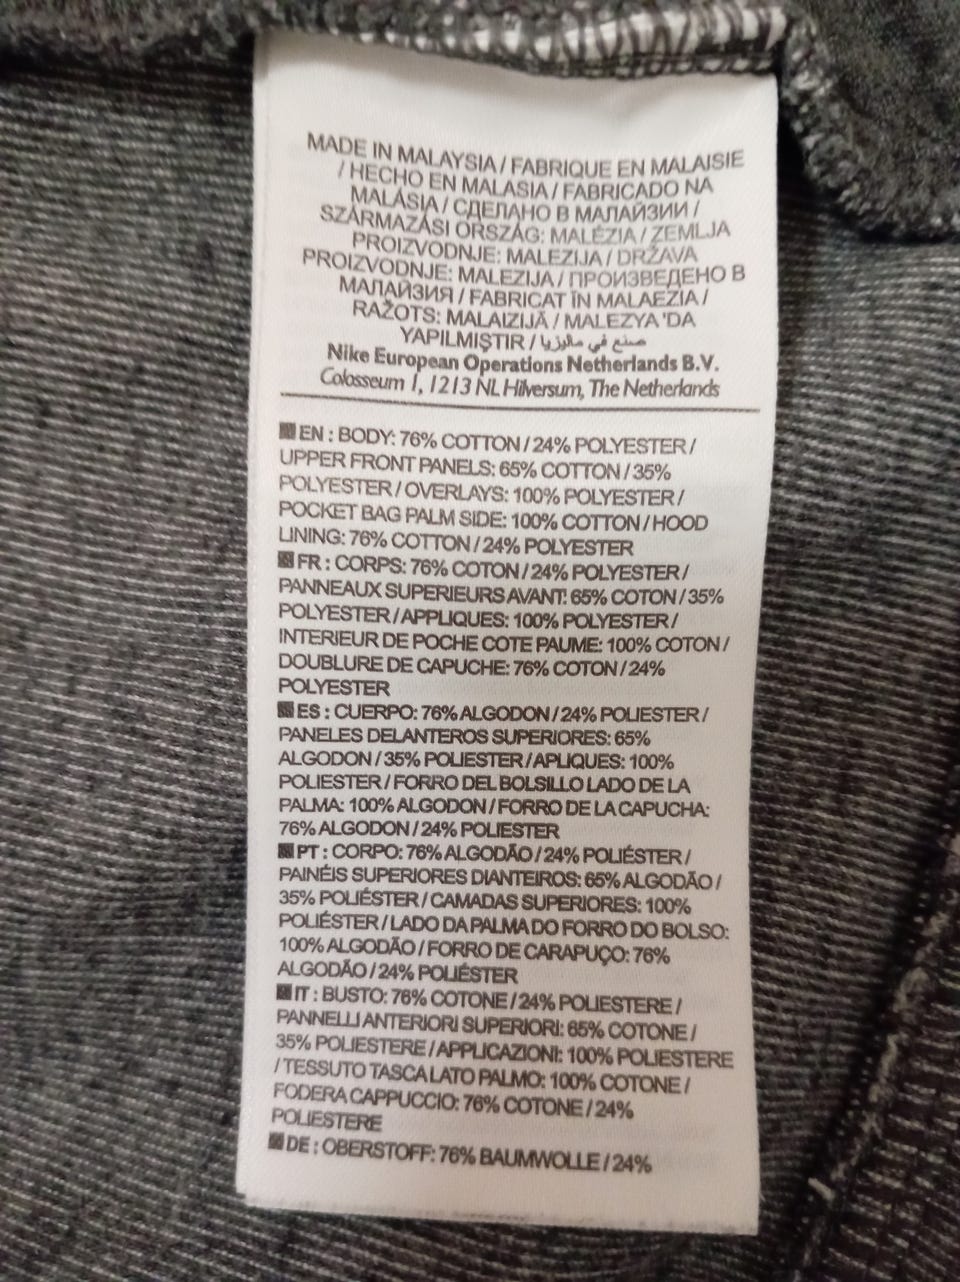 MADE IN MALAYSIA / FABRIQUE EN MALAISIE
/ HECHO EN MALASIA / FABRICADO NA
MALÁSIA / СДЕЛАНО В МАЛАЙЗИИ /
SZÁRMAZÁSI ORSZÁG: MALÉZIA / ZEMLJA
PROIZVODNJE: MALEZIJA / DRŽAVA
PROIZVODNJE: MALEZIJA / ПРОИЗВЕДЕНО В
МАЛАЙЗИЯ / FABRICAT ÎN MALAEZIA /
RAŽOTS: MALAIZIJĀ / MALEZYA 'DA
YAPILMIŞTIR / صنع في ماليزيا
Nike European Operations Netherlands B.V.
Colosseum 1, 1213 NL Hilversum, The Netherlands
EN : BODY: 76% COTTON / 24% POLYESTER /
UPPER FRONT PANELS: 65% COTTON / 35%
POLYESTER / OVERLAYS: 100% POLYESTER /
POCKET BAG PALM SIDE: 100% COTTON / HOOD
LINING: 76% COTTON / 24% POLYESTER
FR : CORPS: 76% COTON / 24% POLYESTER /
PANNEAUX SUPERIEURS AVANT: 65% COTON / 35%
POLYESTER / APPLIQUES: 100% POLYESTER /
INTERIEUR DE POCHE COTE PAUME: 100% COTON /
DOUBLURE DE CAPUCHE: 76% COTON / 24%
POLYESTER
ES : CUERPO: 76% ALGODON / 24% POLIESTER /
PANELES DELANTEROS SUPERIORES: 65%
ALGODON / 35% POLIESTER / APLIQUES: 100%
POLIESTER / FORRO DEL BOLSILLO LADO DE LA
PALMA: 100% ALGODON / FORRO DE LA CAPUCHA:
76% ALGODON / 24% POLIESTER
PT : CORPO: 76% ALGODÃO / 24% POLIÉSTER /
PAINÉIS SUPERIORES DIANTEIROS: 65% ALGODÃO /
35% POLIÉSTER / CAMADAS SUPERIORES: 100%
POLIÉSTER / LADO DA PALMA DO FORRO DO BOLSO:
100% ALGODÃO / FORRO DE CARAPUÇO: 76%
ALGODÃO / 24% POLIÉSTER
IT : BUSTO: 76% COTONE / 24% POLIESTERE /
PANNELLI ANTERIORI SUPERIORI: 65% COTONE /
35% POLIESTERE / APPLICAZIONI: 100% POLIESTERE
/ TESSUTO TASCA LATO PALMO: 100% COTONE /
FODERA CAPPUCCIO: 76% COTONE / 24%
POLIESTERE
DE : OBERSTOFF: 76% BAUMWOLLE / 24%